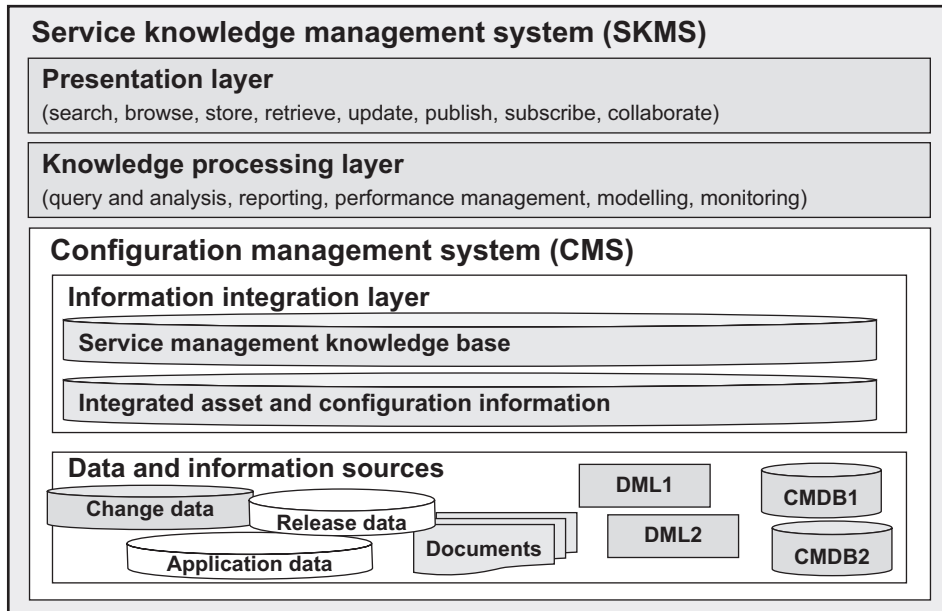 Service knowledge management system (SKMS)
Presentation layer
(search, browse, store, retrieve, update, publish, subscribe, collaborate)
Knowledge processing layer
(query and analysis, reporting, performance management, modelling, monitoring)
Configuration management system (CMS)
Information integration layer
Service management knowledge base
Integrated asset and configuration information
Data and information sources
Change data
Release data
Application data
Documents
DML1
DML2
CMDB1
CMDB2